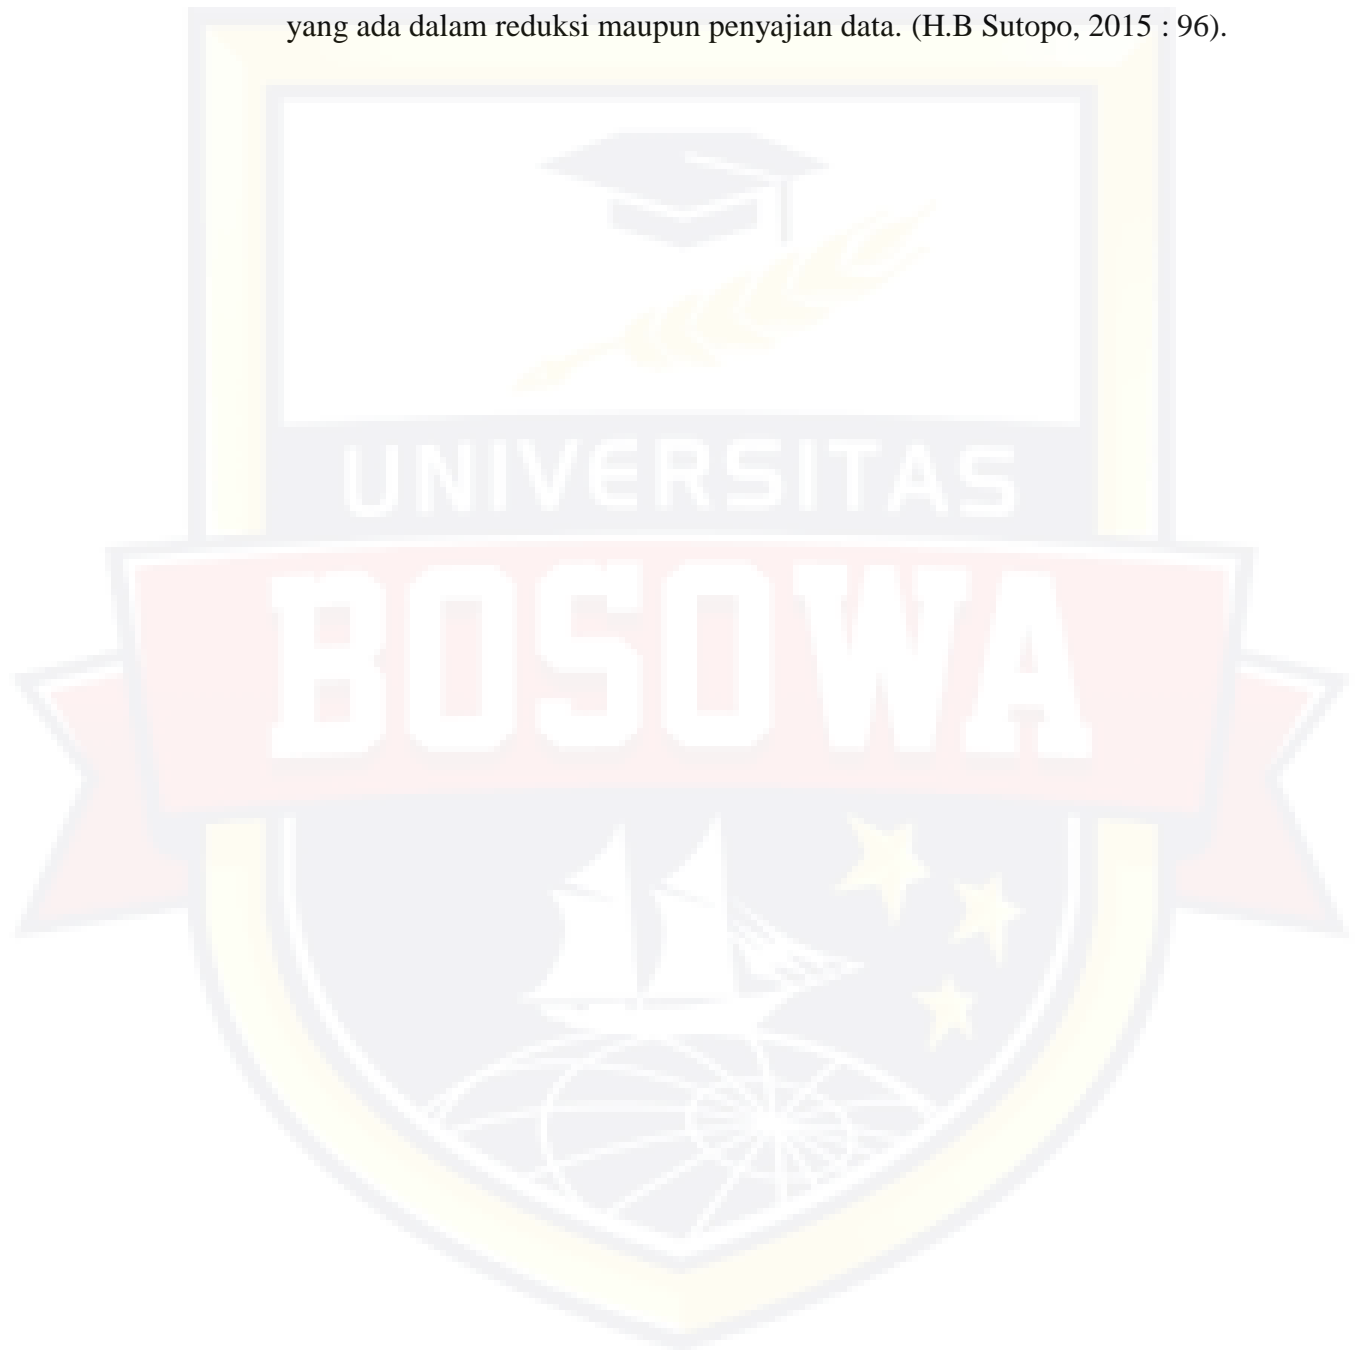 yang ada dalam reduksi maupun penyajian data. (H.B Sutopo, 2015 : 96).
UNIVERSITAS
BOSOWA